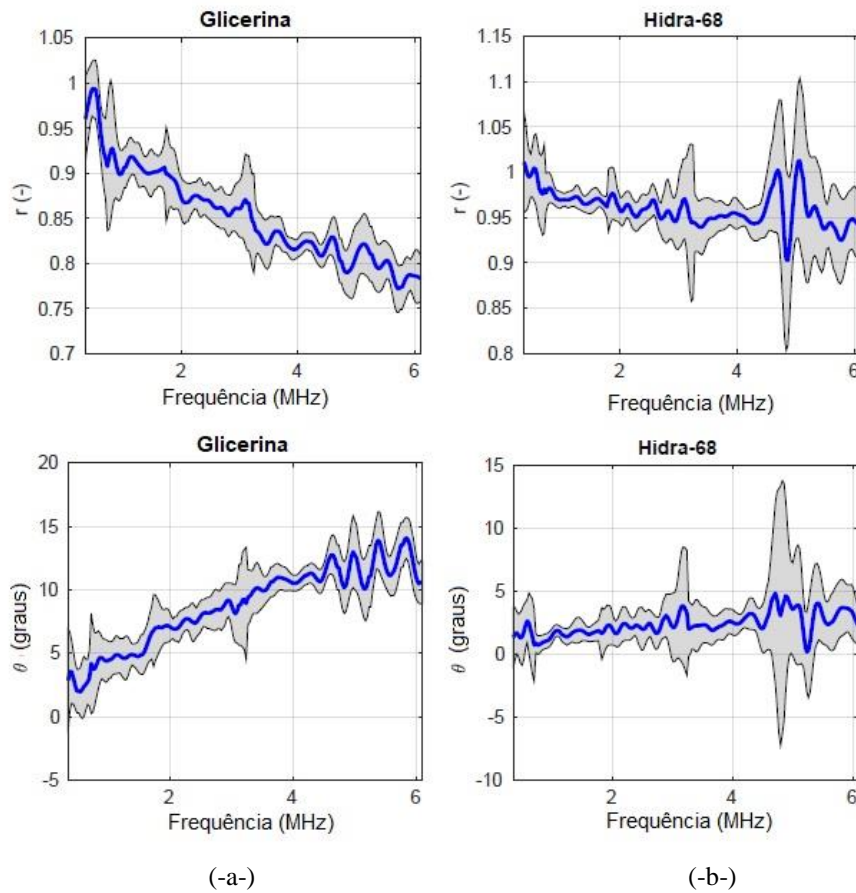 Glicerina
1.05
1
0.95
0.9
0.85
0.8
0.75
0.7
r (-)
2
4
6
Frequência (MHz)
Hidra-68
1.15
1.1
1.05
1
0.95
0.9
0.85
0.8
r (-)
2
4
6
Frequência (MHz)
Glicerina
20
15
10
5
0
-5
θ (graus)
2
4
6
Frequência (MHz)
Hidra-68
15
10
5
0
-5
-10
θ (graus)
2
4
6
Frequência (MHz)
(-a-)
(-b-)